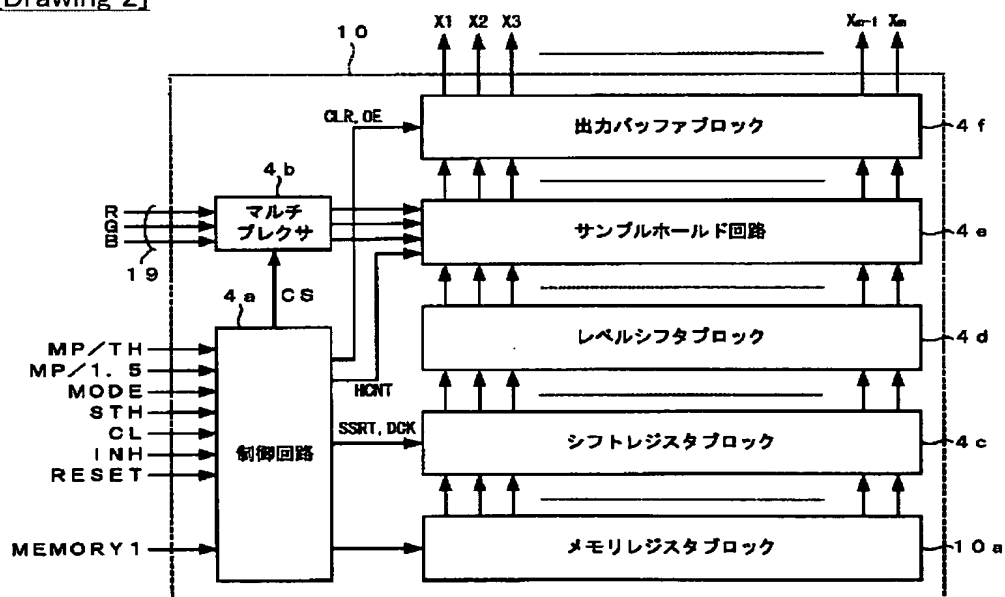 [Drawing 2]
10
X1 X2 X3 Xm-1 Xm
CLR, OE
出力バッファブロック
4f
4b
R
G
B
19
マルチ
プレクサ
サンプルホールド回路
4e
4a
CS
MP/TH
MP/1.5
MODE
STH
CL
INH
RESET
MEMORY1
制御回路
HCNT
SSRT, DCK
レベルシフタブロック
4d
シフトレジスタブロック
4c
メモリレジスタブロック
10a